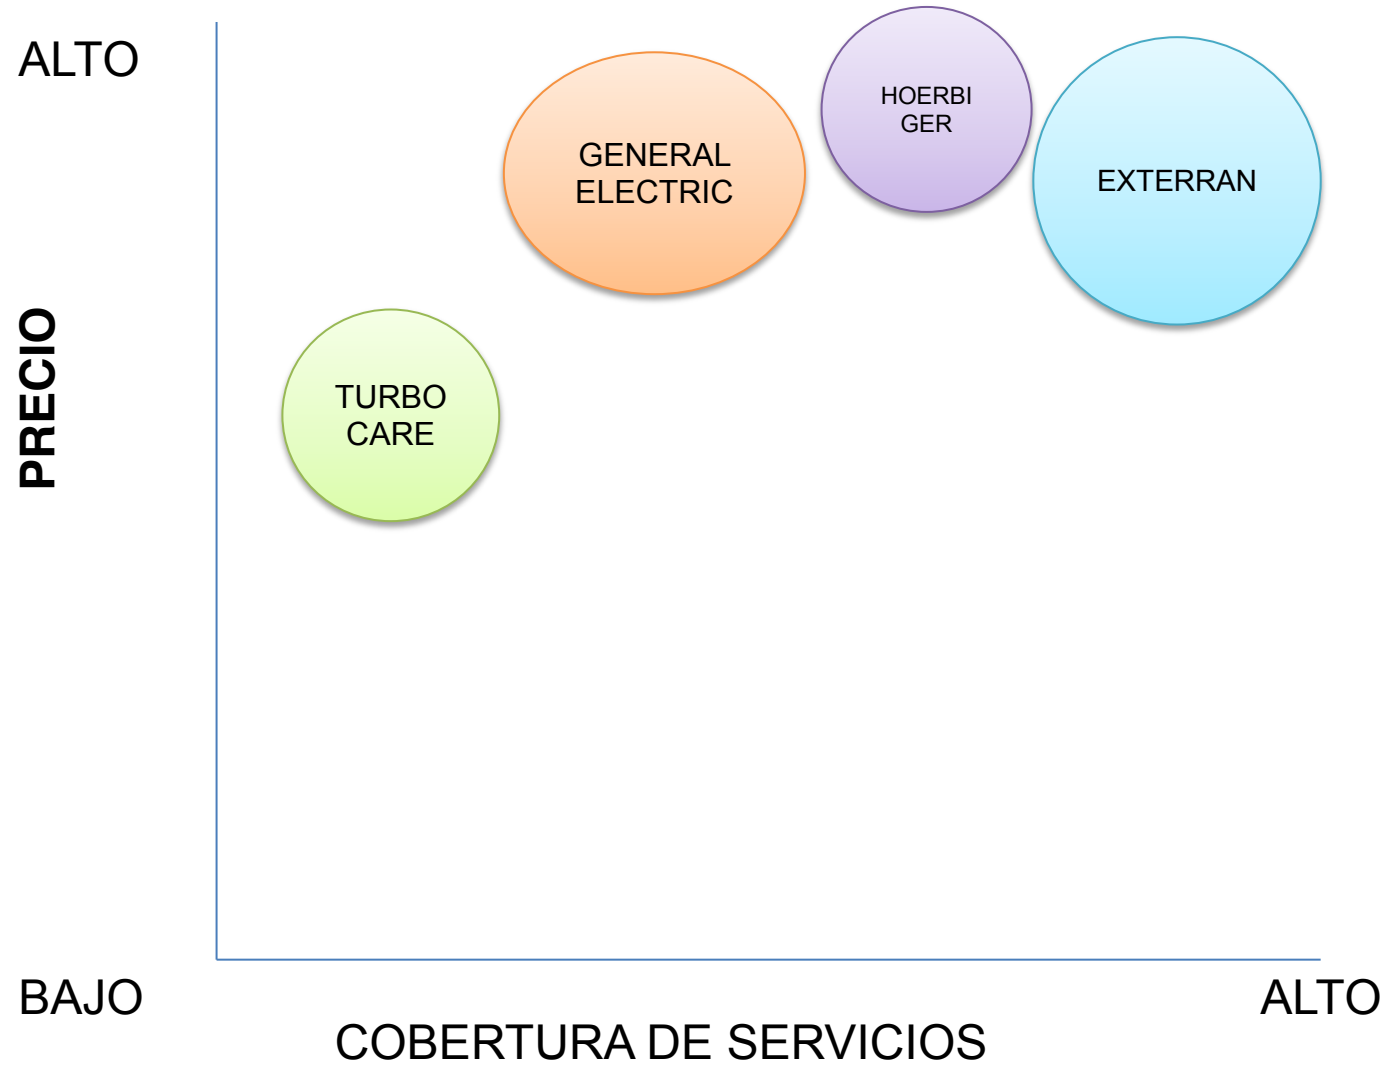 ALTO
HOERBI
GER
GENERAL
ELECTRIC
EXTERRAN
TURBO
CARE
PRECIO
BAJO
ALTO
COBERTURA DE SERVICIOS